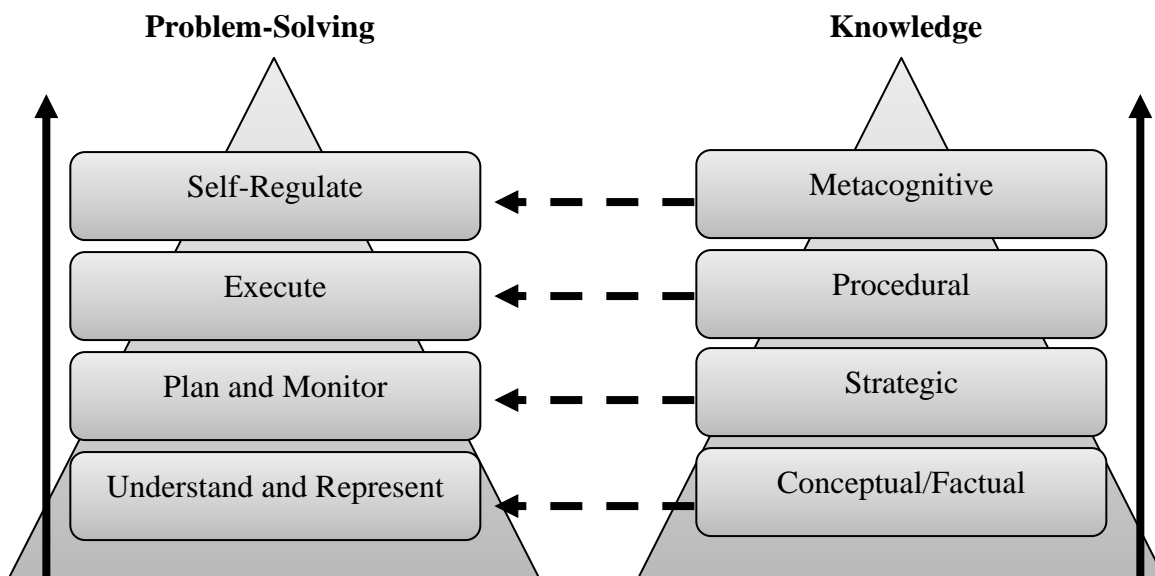 Problem-Solving
Knowledge
Self-Regulate
Metacognitive
Execute
Procedural
Plan and Monitor
Strategic
Understand and Represent
Conceptual/Factual